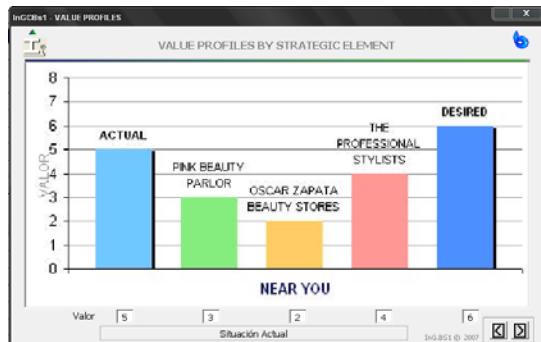 InGOBs1 - VALUE PROFILES
VALUE PROFILES BY STRATEGIC ELEMENT
VALOR
8
7
6
5
4
3
2
1
0
ACTUAL
PINK BEAUTY
PARLOR
OSCAR ZAPATA
BEAUTY STORES
THE
PROFESSIONAL
STYLISTS
DESIRED
NEAR YOU
Valor 5 3 2 4 6
Situación Actual
InG.BS1 © 2007